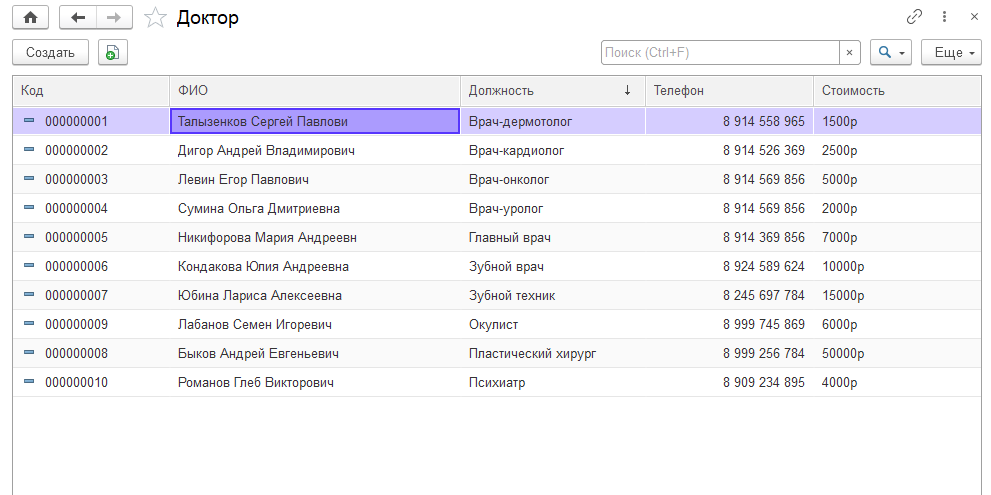 Доктор
Создать Поиск (Ctrl+F) × Еще
Код ФИО Должность ↓ Телефон Стоимость
000000001 Талызенков Сергей Павлови Врач-дермотолог 8 914 558 965 1500р
000000002 Дигор Андрей Владимирович Врач-кардиолог 8 914 526 369 2500р
000000003 Левин Егор Павлович Врач-онколог 8 914 569 856 5000р
000000004 Сумина Ольга Дмитриевна Врач-уролог 8 914 569 856 2000р
000000005 Никифорова Мария Андреевн Главный врач 8 914 369 856 7000р
000000006 Кондакова Юлия Андреевна Зубной врач 8 924 589 624 10000р
000000007 Юбина Лариса Алексеевна Зубной техник 8 245 697 784 15000р
000000009 Лабанов Семен Игоревич Окулист 8 999 745 869 6000р
000000008 Быков Андрей Евгеньевич Пластический хирург 8 999 256 784 50000р
000000010 Романов Глеб Викторович Психиатр 8 909 234 895 4000р